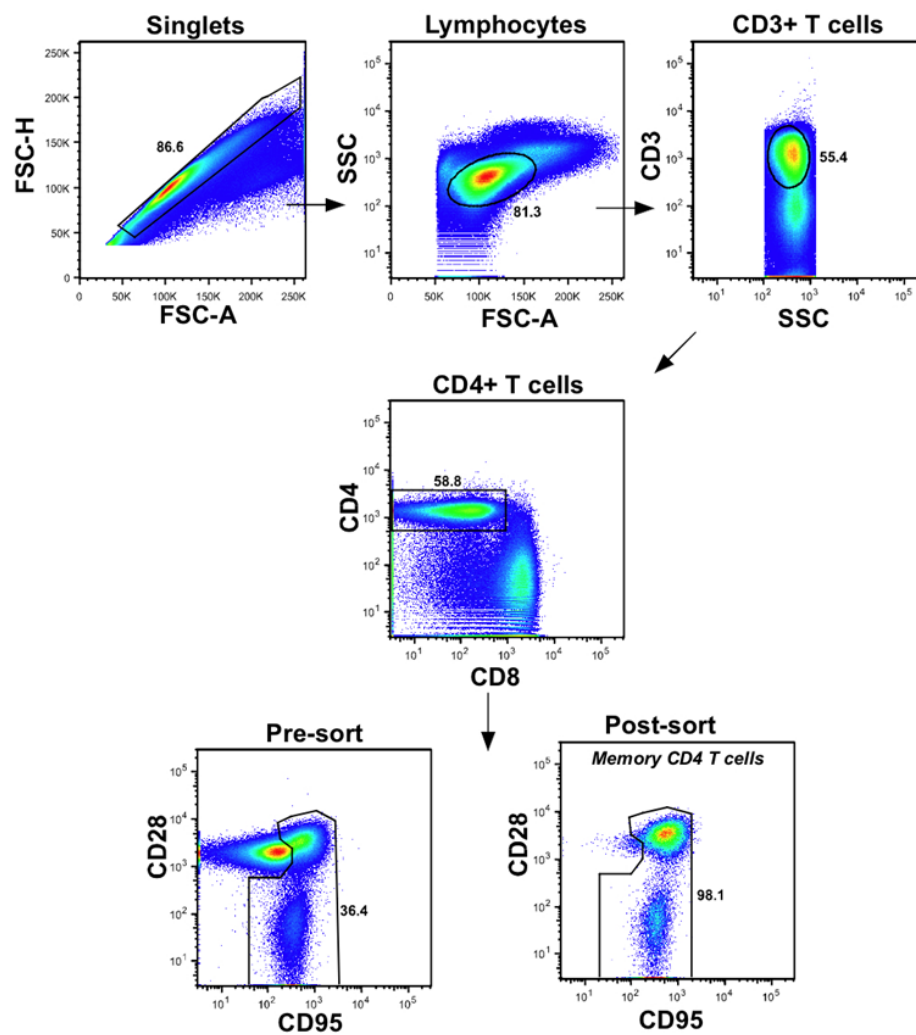 Singlets
250K
200K
150K
100K
50K
0
FSC-H
86.6
0 50K 100K 150K 200K 250K
FSC-A
Lymphocytes
10^5
10^4
10^3
10^2
10^1
SSC
81.3
0 50K 100K 150K 200K 250K
FSC-A
CD3+ T cells
10^5
10^4
10^3
10^2
10^1
CD3
55.4
10^1 10^2 10^3 10^4 10^5
SSC
CD4+ T cells
10^5
10^4
10^3
10^2
10^1
CD4
58.8
10^1 10^2 10^3 10^4 10^5
CD8
Pre-sort
10^5
10^4
10^3
10^2
10^1
CD28
36.4
10^1 10^2 10^3 10^4 10^5
CD95
Post-sort
Memory CD4 T cells
10^5
10^4
10^3
10^2
10^1
CD28
98.1
10^1 10^2 10^3 10^4 10^5
CD95